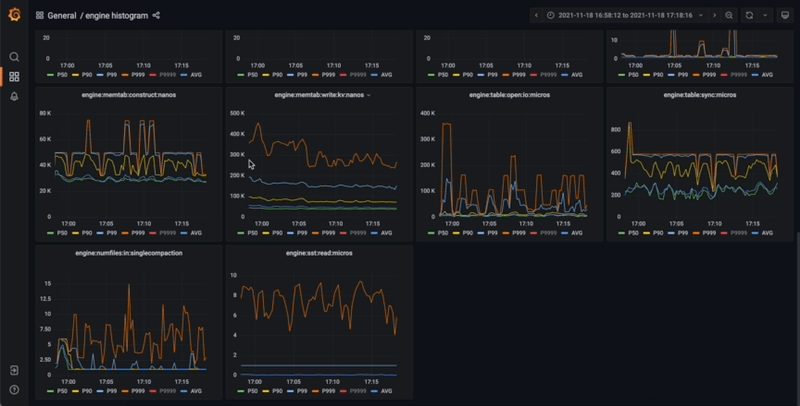 General / engine histogram
2021-11-18 16:58:12 to 2021-11-18 17:18:16
20
0
17:00 17:05 17:10 17:15
P50 P90 P99 P999 P9999 AVG
20
0
17:00 17:05 17:10 17:15
P50 P90 P99 P999 P9999 AVG
20
0
17:00 17:05 17:10 17:15
P50 P90 P99 P999 P9999 AVG
10
0
17:00 17:05 17:10 17:15
P50 P90 P99 P999 P9999 AVG
engine:memtab:construct:nanos
80 K
60 K
40 K
20 K
0
17:00 17:05 17:10 17:15
P50 P90 P99 P999 P9999 AVG
engine:memtab:write:kv:nanos
500 K
400 K
300 K
200 K
100 K
0
17:00 17:05 17:10 17:15
P50 P90 P99 P999 P9999 AVG
engine:table:open:io:micros
400 K
300 K
200 K
100 K
0
17:00 17:05 17:10 17:15
P50 P90 P99 P999 P9999 AVG
engine:table:sync:micros
800
600
400
200
0
17:00 17:05 17:10 17:15
P50 P90 P99 P999 P9999 AVG
engine:numfiles:in:singlecompaction
15
12.5
10
7.50
5
2.50
0
17:00 17:05 17:10 17:15
P50 P90 P99 P999 P9999 AVG
engine:sst:read:micros
10
8
6
4
2
0
17:00 17:05 17:10 17:15
P50 P90 P99 P999 P9999 AVG